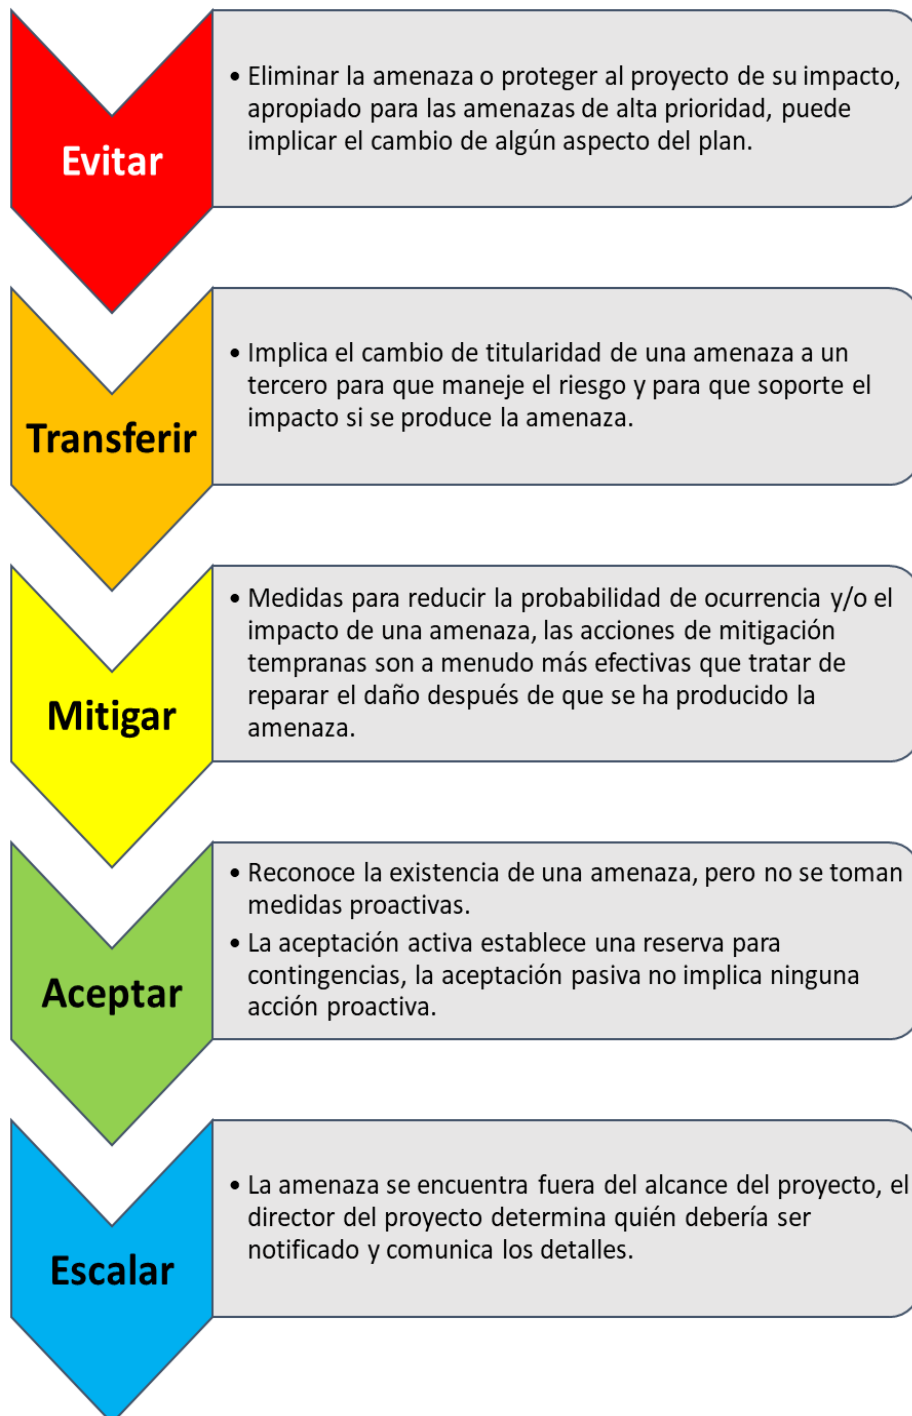 Evitar
• Eliminar la amenaza o proteger al proyecto de su impacto,
apropiado para las amenazas de alta prioridad, puede
implicar el cambio de algún aspecto del plan.
Transferir
• Implica el cambio de titularidad de una amenaza a un
tercero para que maneje el riesgo y para que soporte el
impacto si se produce la amenaza.
Mitigar
• Medidas para reducir la probabilidad de ocurrencia y/o el
impacto de una amenaza, las acciones de mitigación
tempranas son a menudo más efectivas que tratar de
reparar el daño después de que se ha producido la
amenaza.
Aceptar
• Reconoce la existencia de una amenaza, pero no se toman
medidas proactivas.
• La aceptación activa establece una reserva para
contingencias, la aceptación pasiva no implica ninguna
acción proactiva.
Escalar
• La amenaza se encuentra fuera del alcance del proyecto, el
director del proyecto determina quién debería ser
notificado y comunica los detalles.